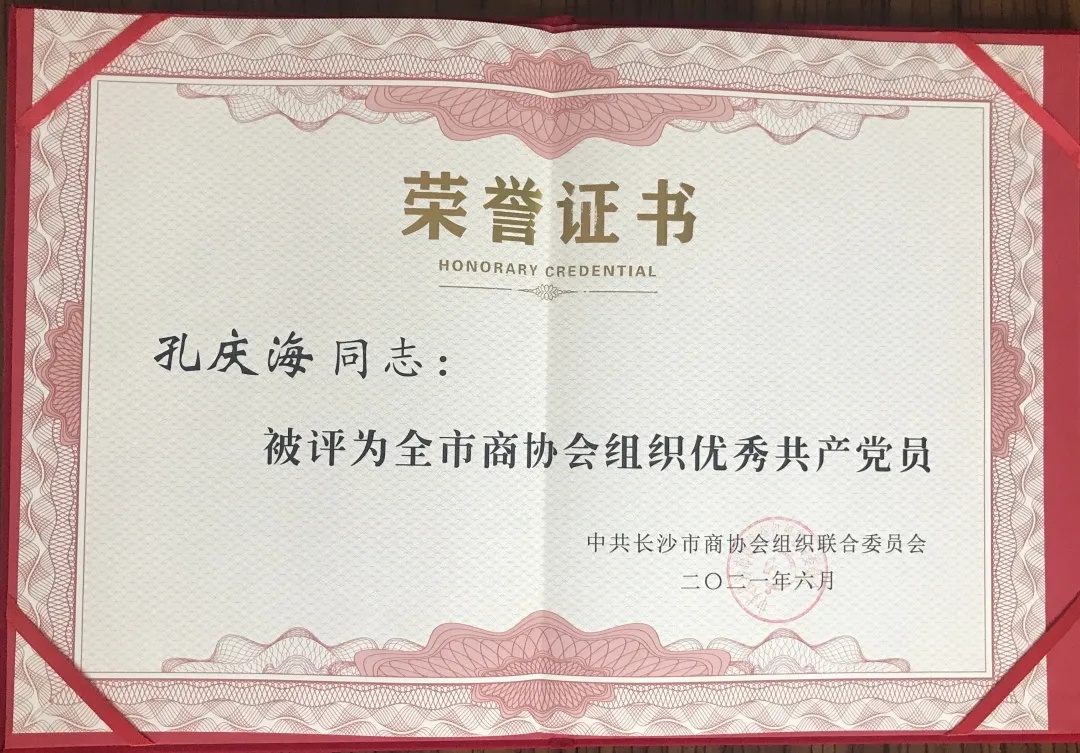 荣誉证书
HONORARY CREDENTIAL
孔庆海同志：
被评为全市商协会组织优秀共产党员
中共长沙市商协会组织联合委员会
二〇二一年六月